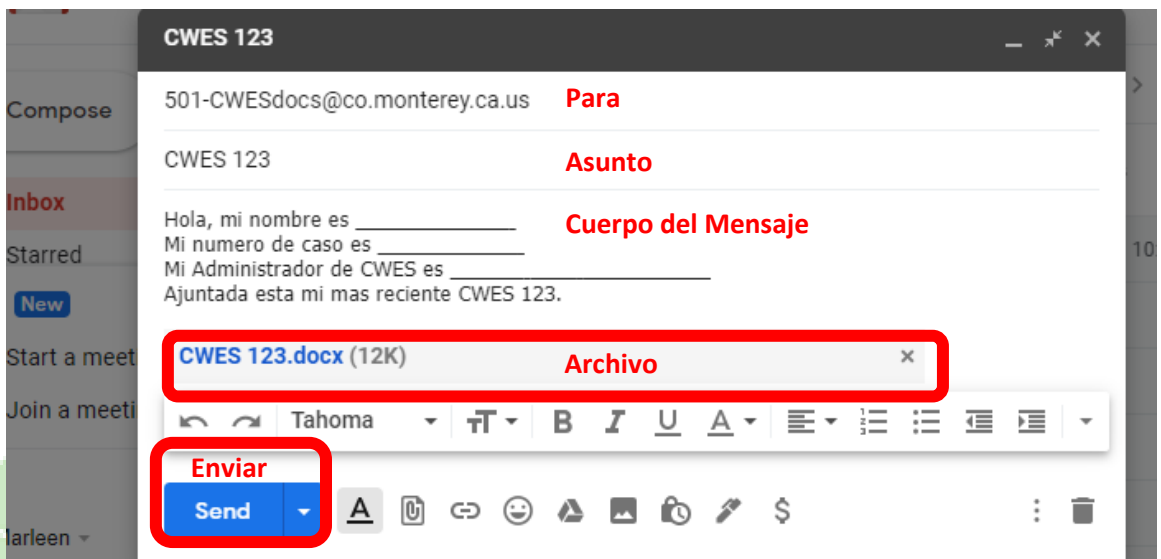 CWES 123
501-CWESdocs@co.monterey.ca.us Para
Compose
CWES 123 Asunto
Inbox
Hola, mi nombre es _______________ Cuerpo del Mensaje
Mi numero de caso es ______________
Starred
10:
Mi Administrador de CWES es _________________________
Ajuntada esta mi mas reciente CWES 123.
New
CWES 123.docx (12K) Archivo
Start a meet
Join a meeti
Tahoma
Enviar
Send
Marleen